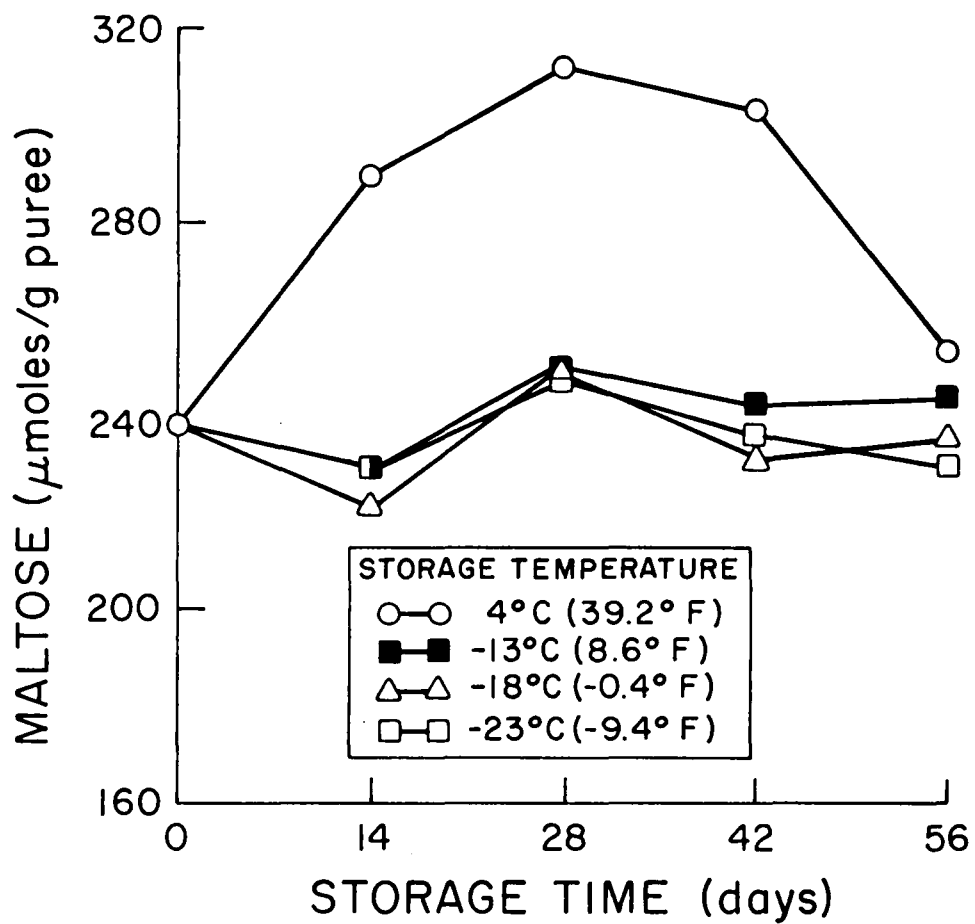 MALTOSE (μmoles/g puree)
320
280
240
200
160
STORAGE TEMPERATURE
4°C (39.2° F)
-13°C (8.6° F)
-18°C (-0.4° F)
-23°C (-9.4° F)
0 14 28 42 56
STORAGE TIME (days)